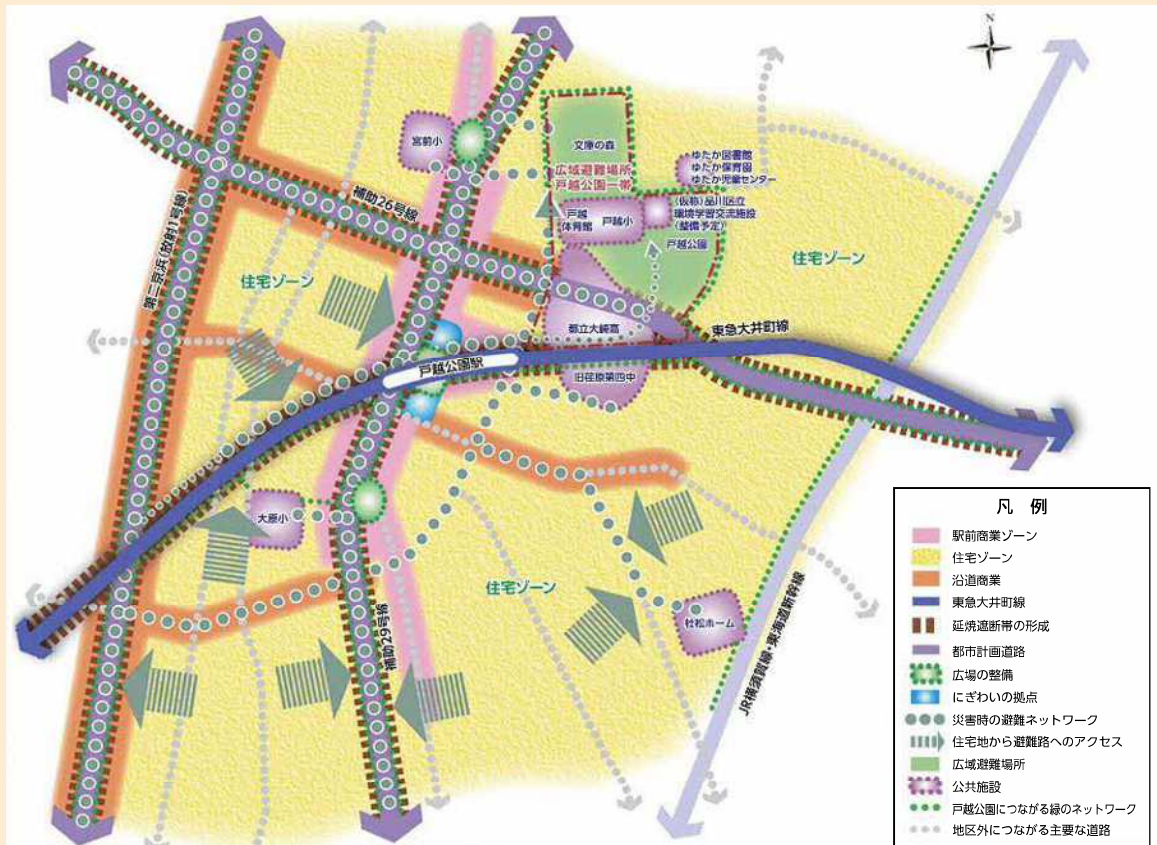 N
宮前小
文庫の森
広域避難場所
戸越公園一帯
ゆたか図書館
ゆたか保育園
ゆたか児童センター
(仮称)品川区立
環境学習交流施設
(整備予定)
戸越
体育館
戸越小
戸越公園
補助26号線
第二京浜(放射1号線)
住宅ゾーン
住宅ゾーン
都立大崎高
東急大井町線
戸越公園駅
旧荏原第四中
大原小
住宅ゾーン
杜松ホーム
補助29号線
JR横須賀線・東海道新幹線
凡 例
駅前商業ゾーン
住宅ゾーン
沿道商業
東急大井町線
延焼遮断帯の形成
都市計画道路
広場の整備
にぎわいの拠点
災害時の避難ネットワーク
住宅地から避難路へのアクセス
広域避難場所
公共施設
戸越公園につながる緑のネットワーク
地区外につながる主要な道路